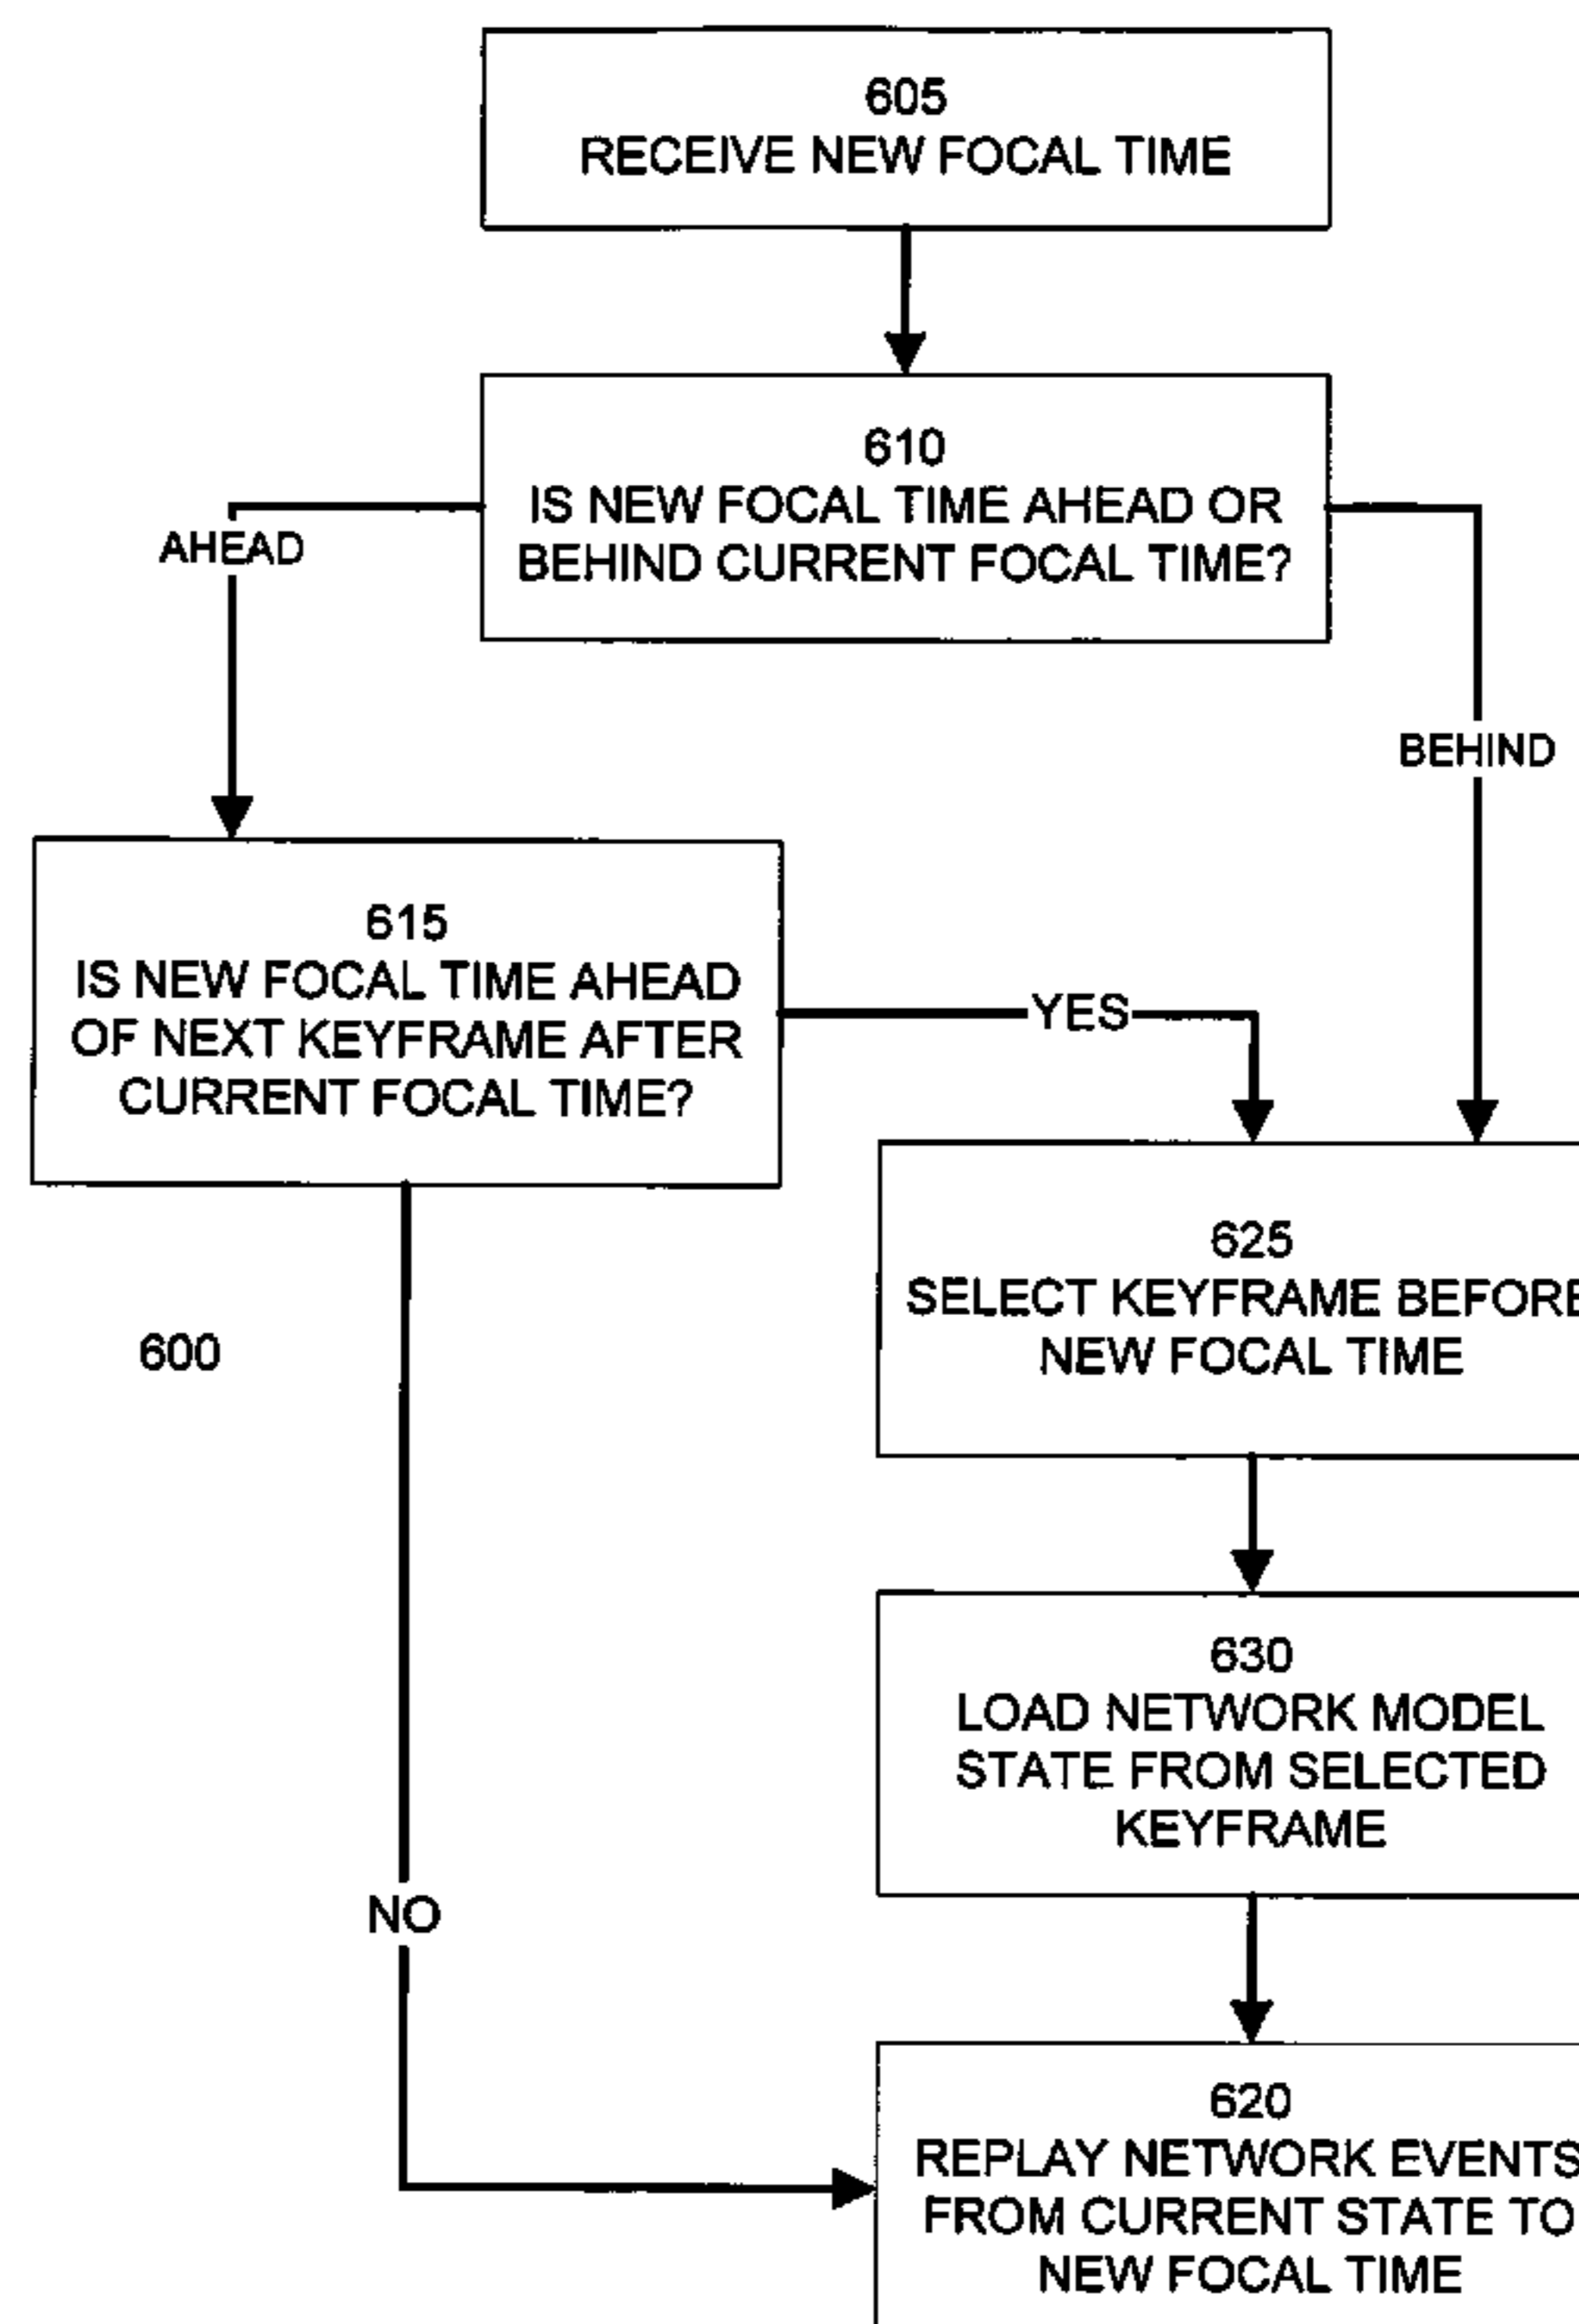 605
RECEIVE NEW FOCAL TIME
610
IS NEW FOCAL TIME AHEAD OR
BEHIND CURRENT FOCAL TIME?
AHEAD
BEHIND
615
IS NEW FOCAL TIME AHEAD
OF NEXT KEYFRAME AFTER
CURRENT FOCAL TIME?
YES
625
SELECT KEYFRAME BEFORE
NEW FOCAL TIME
600
630
LOAD NETWORK MODEL
STATE FROM SELECTED
KEYFRAME
NO
620
REPLAY NETWORK EVENTS
FROM CURRENT STATE TO
NEW FOCAL TIME